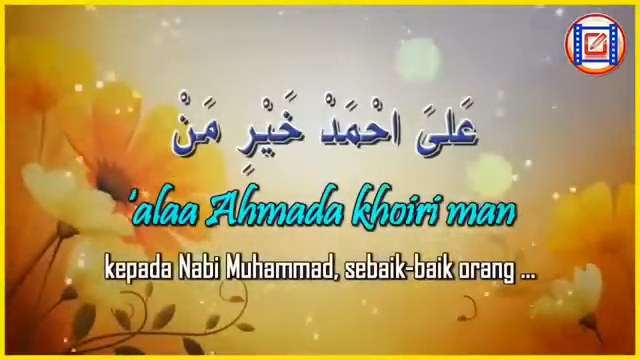 عَلىَ احْمَدْ خَيْرِ مَنْ
'alaa Ahmada khoiri man
kepada Nabi Muhammad, sebaik-baik orang ...